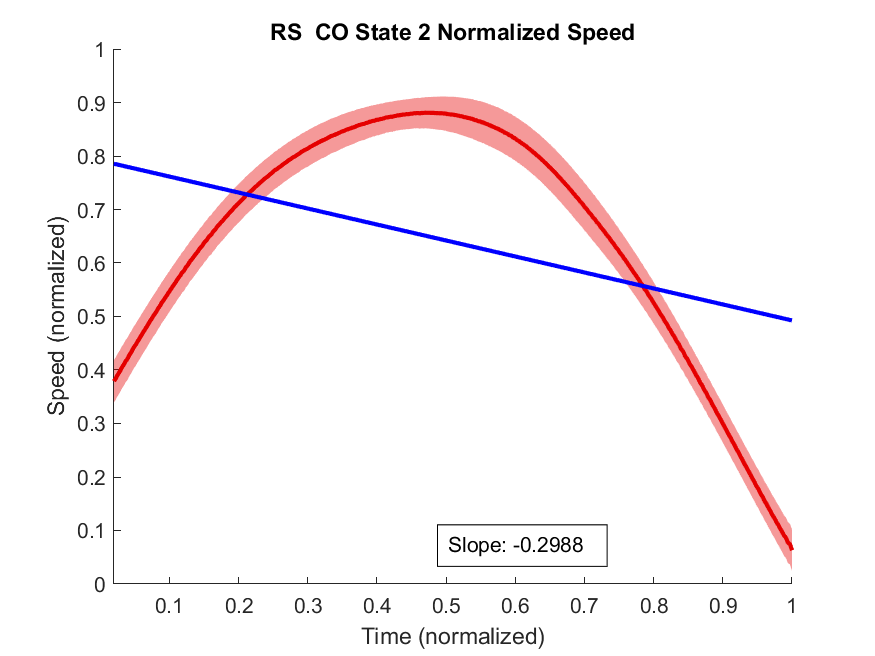 RS  CO State 2 Normalized Speed
1
0.9
0.8
0.7
0.6
0.5
0.4
0.3
0.2
0.1
0
Speed (normalized)
Slope: -0.2988
0.1 0.2 0.3 0.4 0.5 0.6 0.7 0.8 0.9 1
Time (normalized)